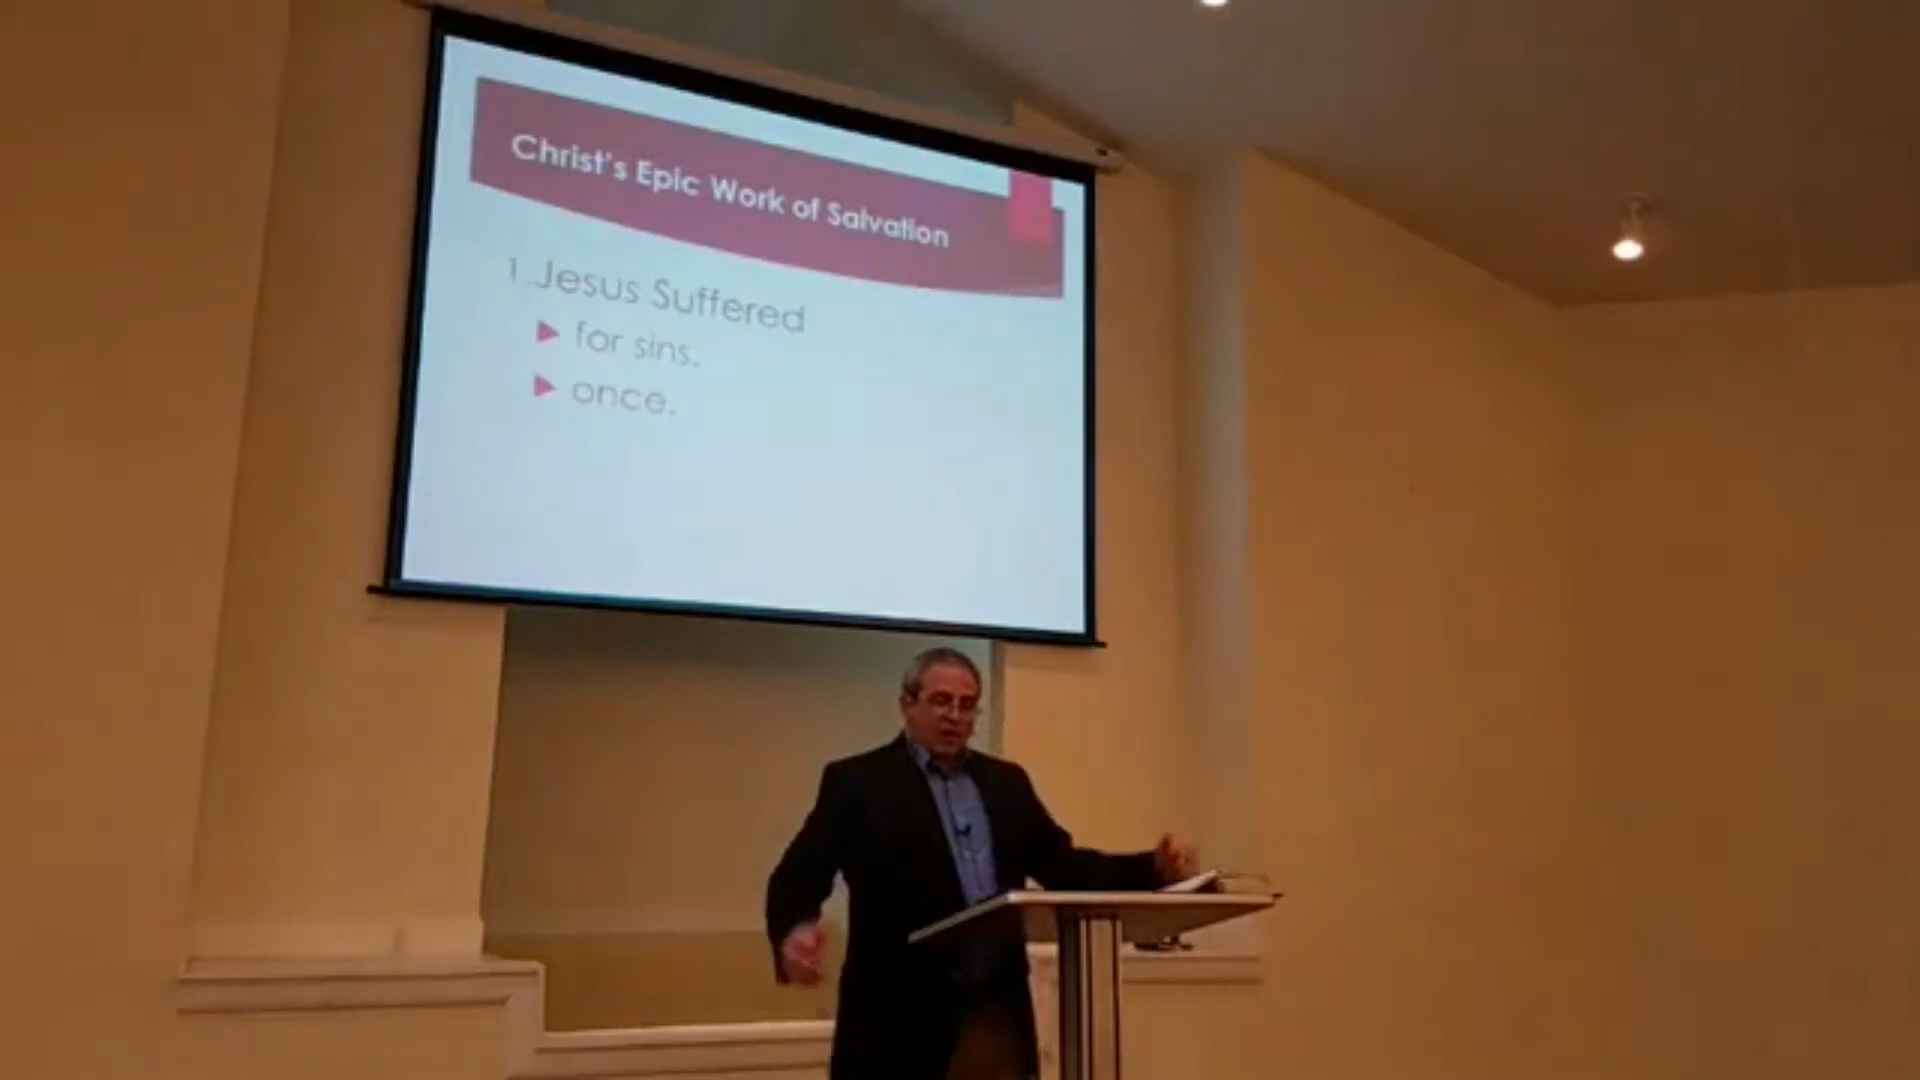 Christ's Epic Work of Salvation
1. Jesus Suffered
for sins.
once.